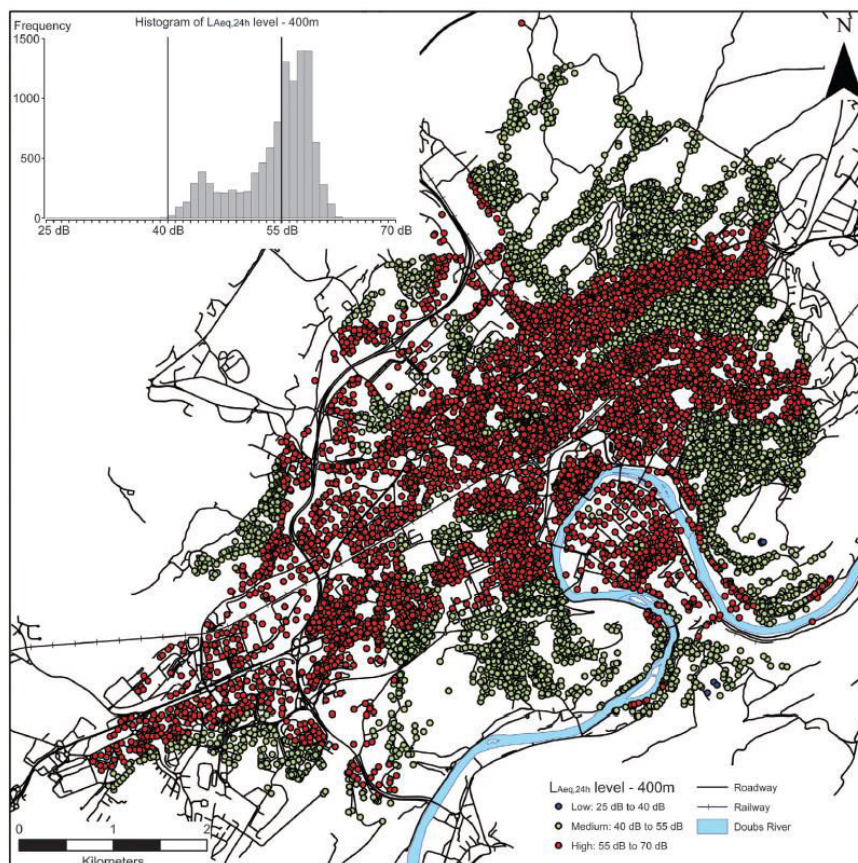 Histogram of LAeq,24h level - 400m
Frequency
1500
1000
500
0
25 dB
40 dB
55 dB
70 dB
N
LAeq,24h level - 400m
Low: 25 dB to 40 dB
Medium: 40 dB to 55 dB
High: 55 dB to 70 dB
Roadway
Railway
Doubs River
0
1
2
Kilometers